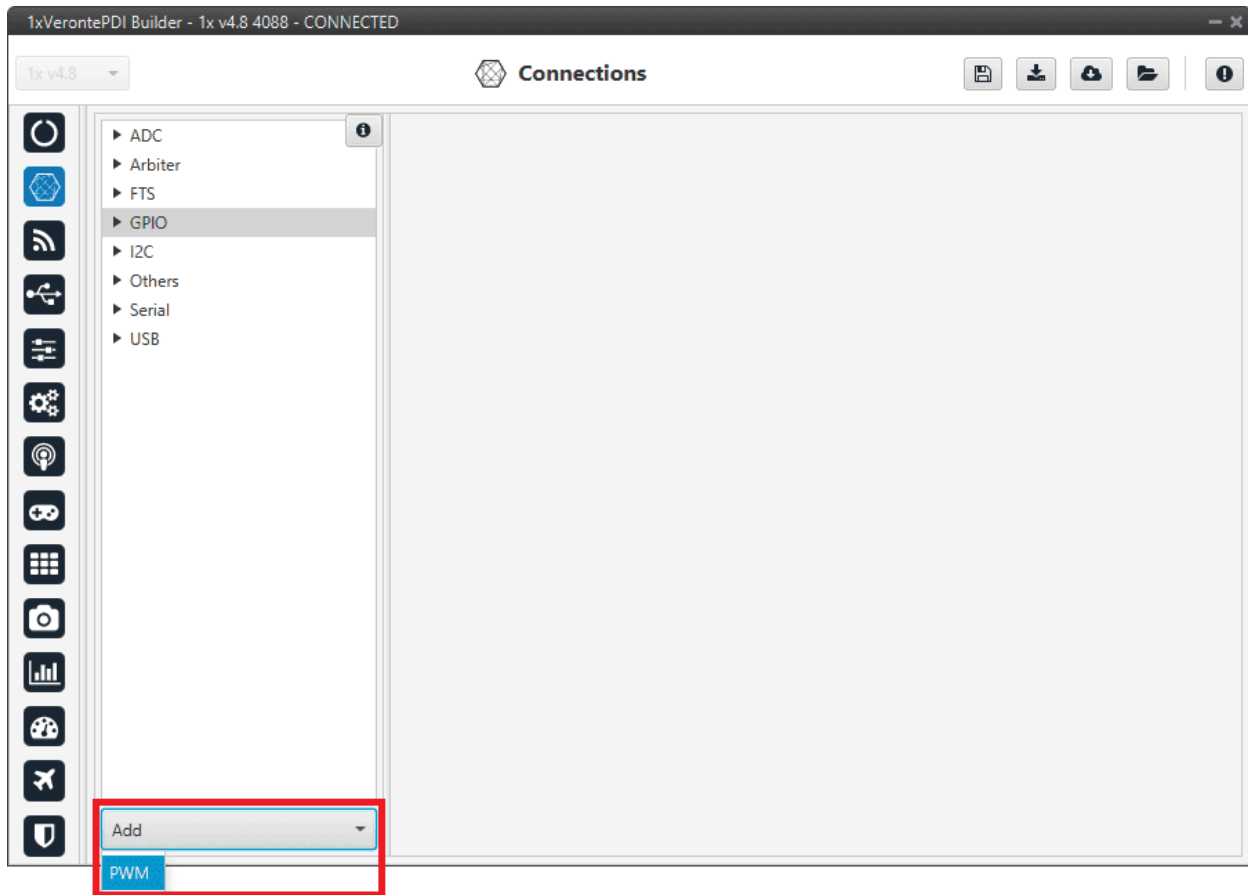 1xVerontePDI Builder - 1x v4.8 4088 - CONNECTED
1x v4.8
Connections
ADC
Arbiter
FTS
GPIO
I2C
Others
Serial
USB
Add
PWM